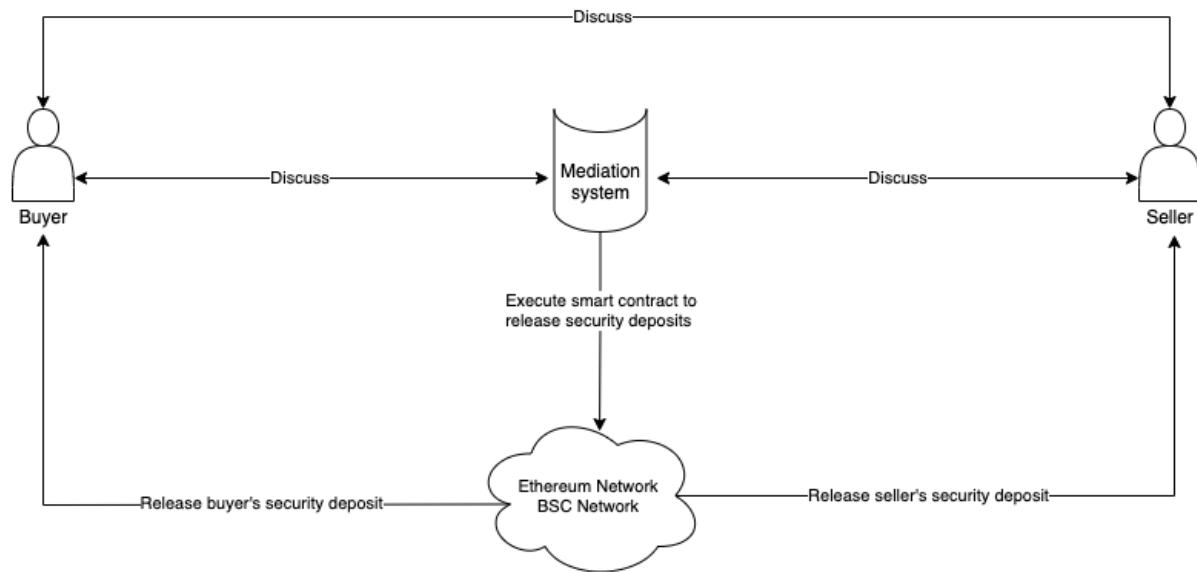 Discuss
Mediation
system
Discuss
Discuss
Buyer
Seller
Execute smart contract to
release security deposits
Ethereum Network
BSC Network
Release buyer's security deposit
Release seller's security deposit